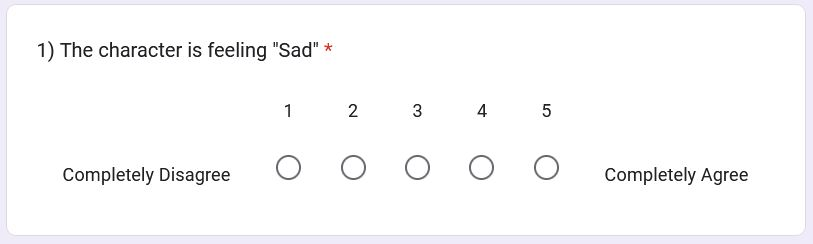 1) The character is feeling "Sad" *
1 2 3 4 5
Completely Disagree Completely Agree